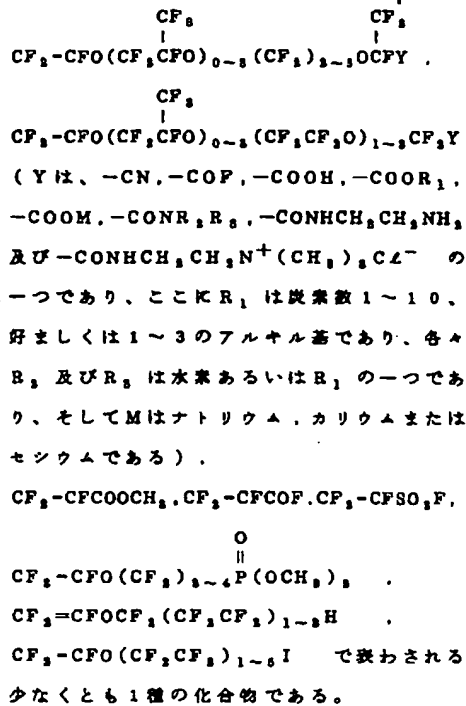 CF₃ CF₃
| |
CF₂-CFO(CF₂CFO)₀~₅(CF₂)₂~₅OCFY .
CF₃
|
CF₂-CFO(CF₂CFO)₀~₅(CF₂CF₂O)₁~₅CF₂Y
(Yは、-CN,-COF,-COOH,-COOR₁,
-COOM,-CONR₂R₃,-CONHCH₂CH₂NH₂
及び-CONHCH₂CH₂N⁺(CH₃)₃Cl⁻ の
一つであり、ここにR₁ は炭素数1~10、
好ましくは1~3のアルキル基であり、各々
R₂ 及びR₃ は水素あるいはR₁ の一つであ
り、そしてMはナトリウム,カリウムまたは
セシウムである),
CF₂-CFCOOCH₃,CF₂-CFCOF.CF₂-CFSO₂F,
O
||
CF₂-CFO(CF₂)₂~₄P(OCH₃)₂ .
CF₂=CFOCF₂(CF₂CF₂)₁~₃H .
CF₂-CFO(CF₂CF₂)₁~₅I で表わされる
少なくとも1種の化合物である。